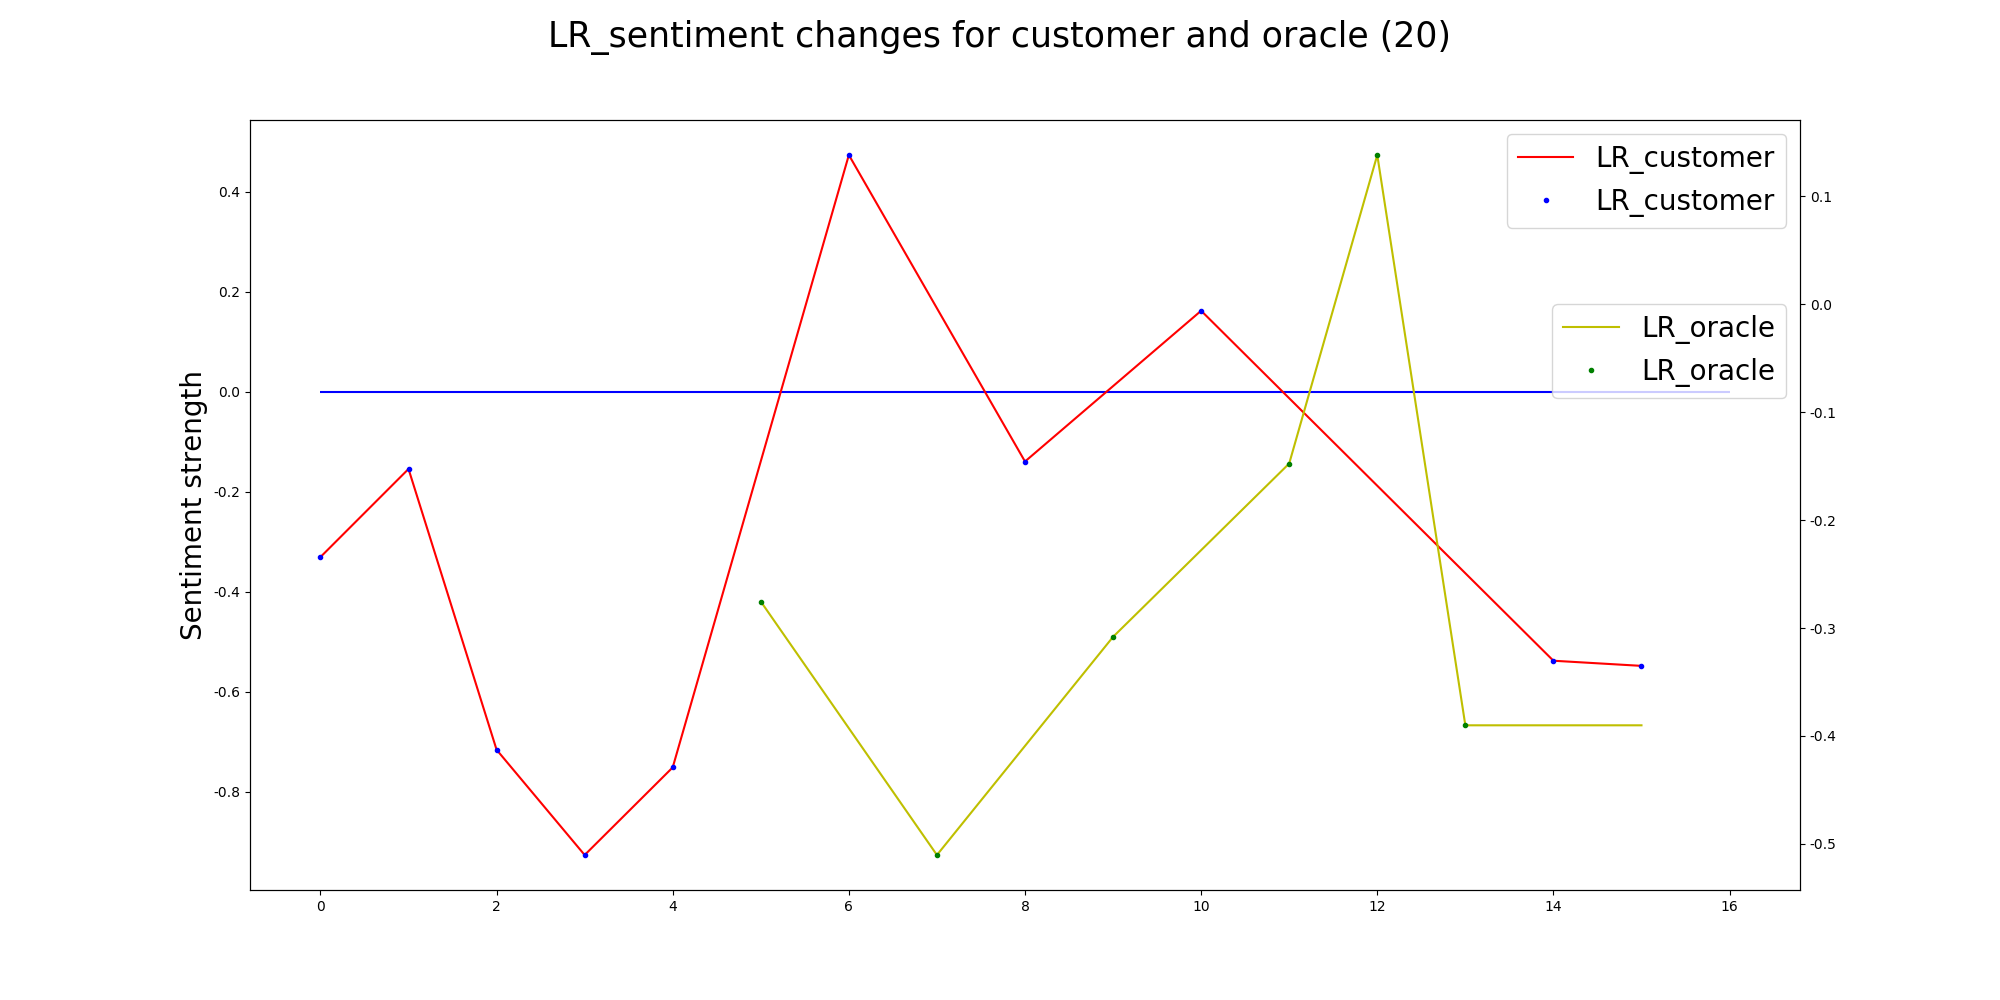 LR_sentiment changes for customer and oracle (20)
Sentiment strength
0.4
0.2
0.0
-0.2
-0.4
-0.6
-0.8
LR_customer
LR_customer
LR_oracle
LR_oracle
0.1
0.0
-0.1
-0.2
-0.3
-0.4
-0.5
0 2 4 6 8 10 12 14 16